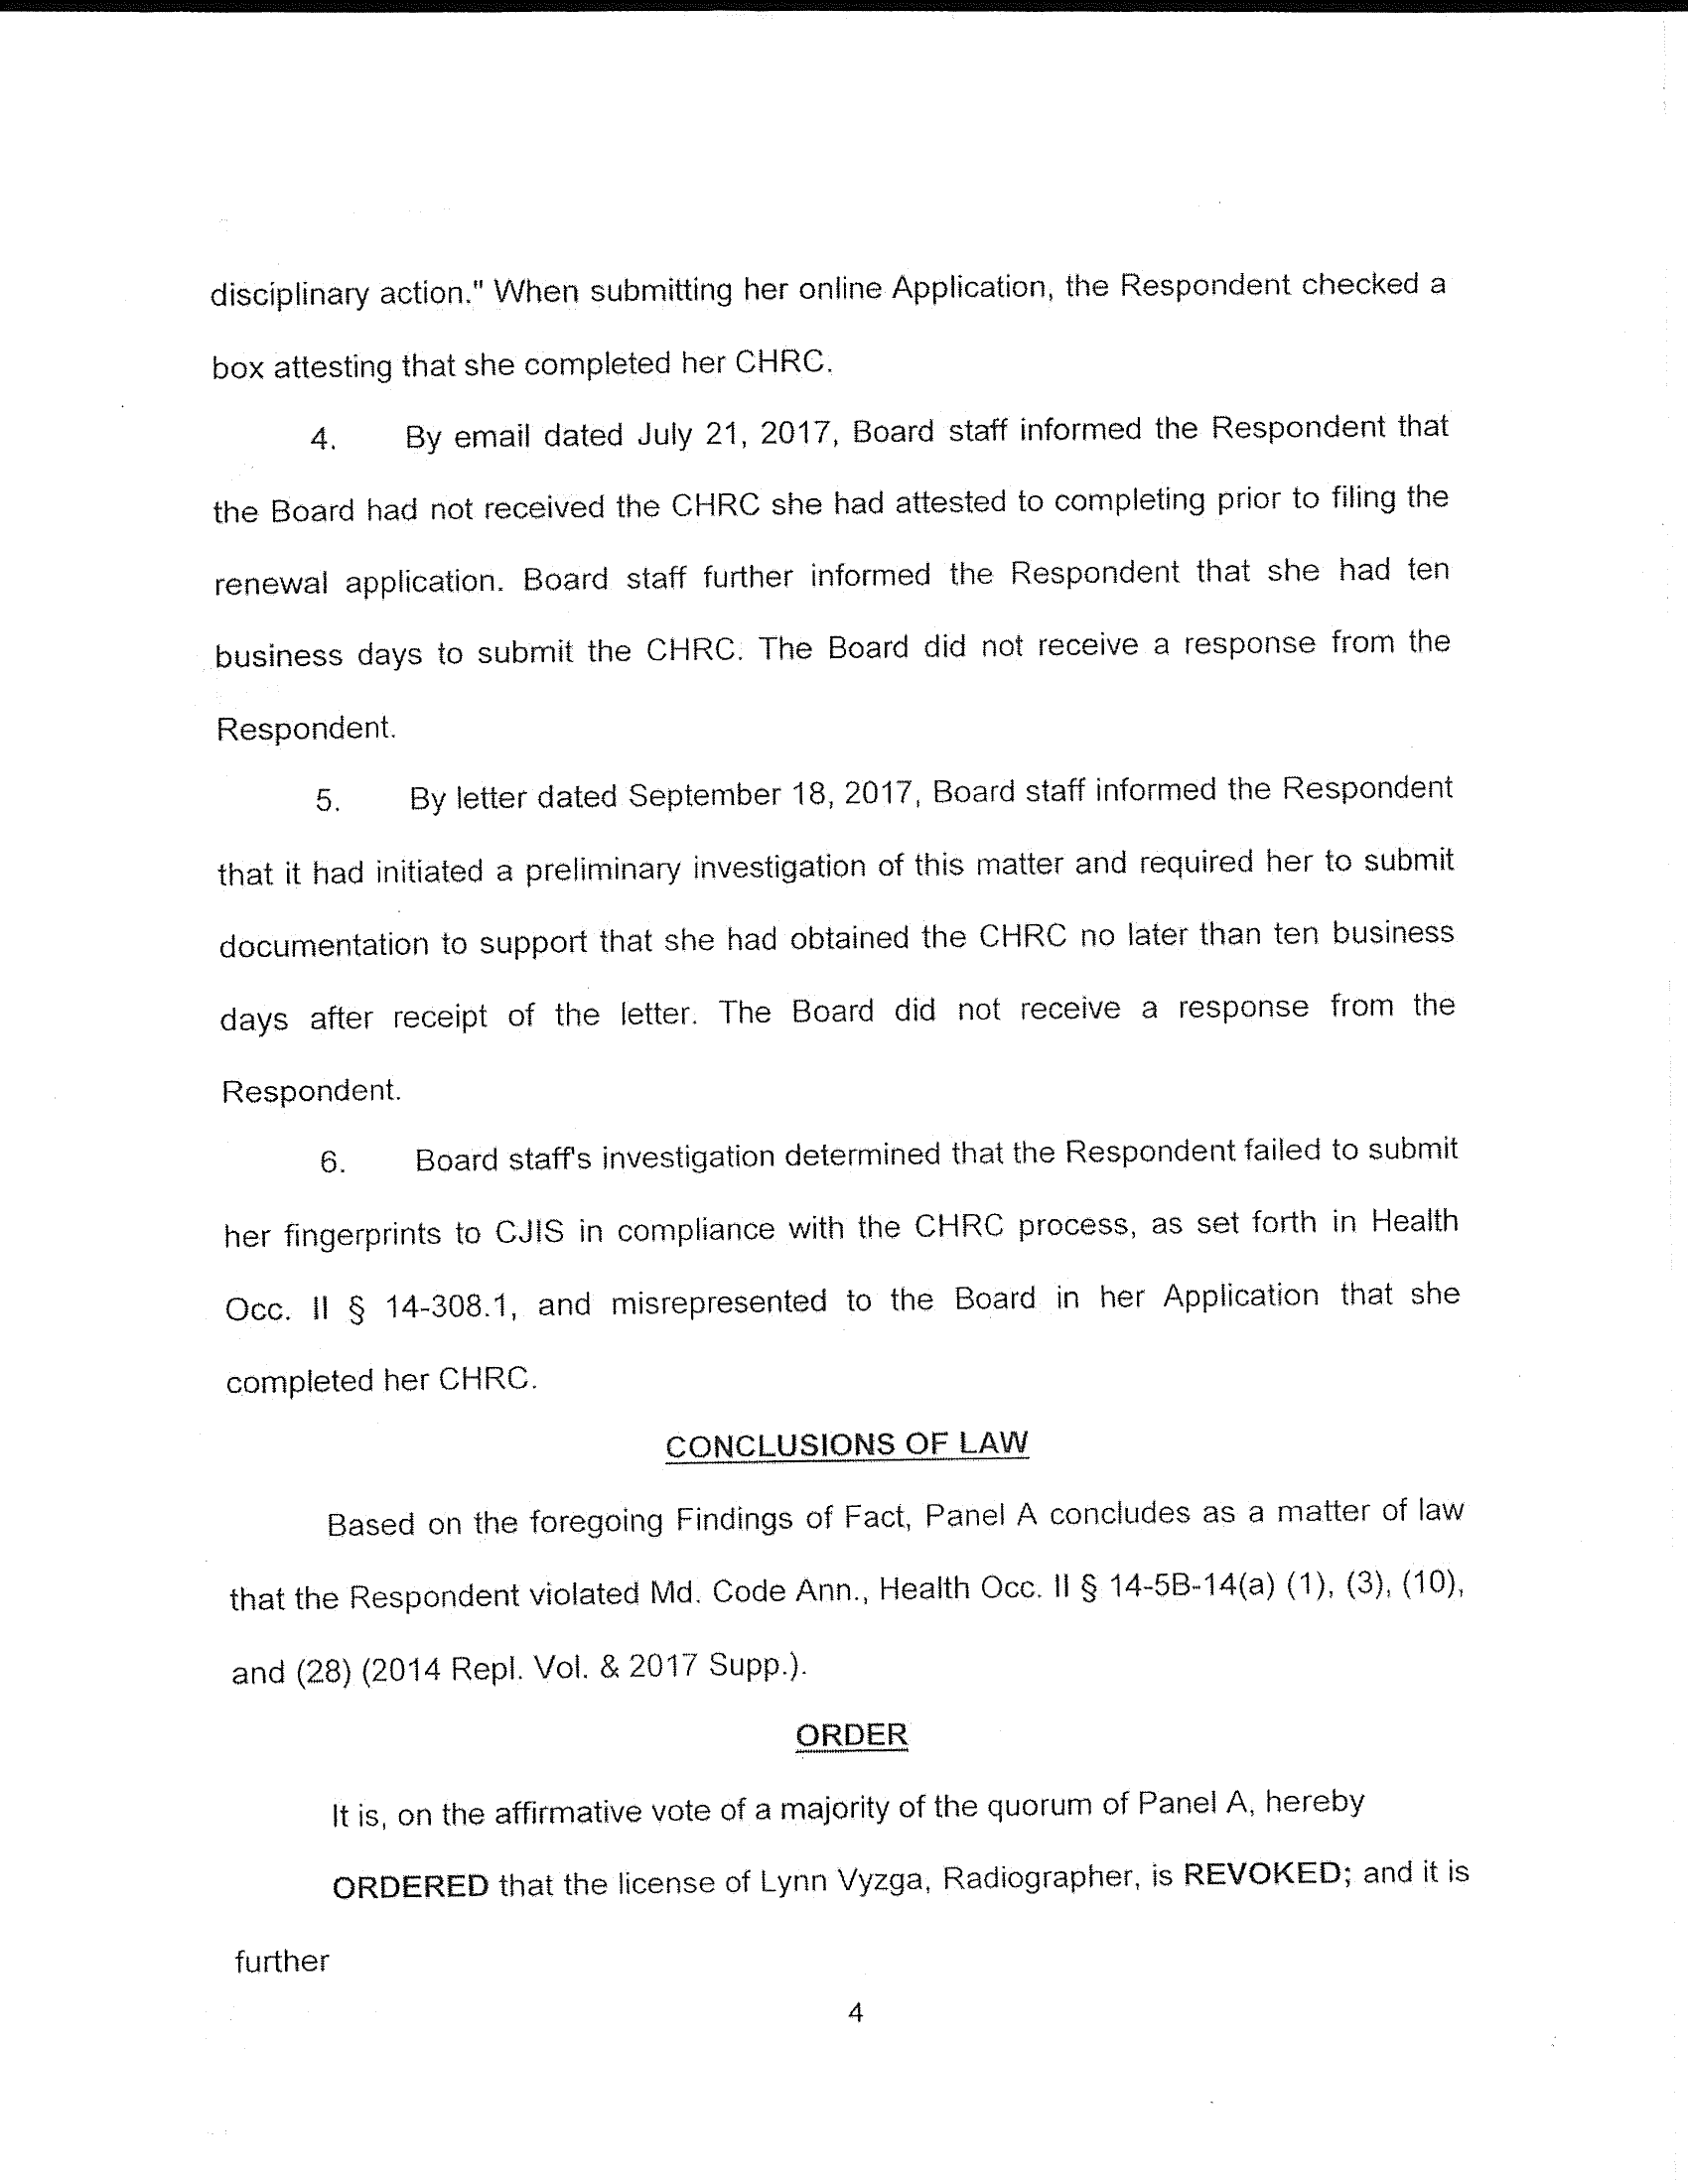 disciplinary action." When submitting her online Application, the Respondent checked a
box attesting that she completed her CHRC.
4. By email dated July 21, 2017, Board staff informed the Respondent that
the Board had not received the CHRC she had attested to completing prior to filing the
renewal application. Board staff further informed the Respondent that she had ten
business days to submit the CHRC. The Board did not receive a response from the
Respondent.
5. By letter dated September 18, 2017, Board staff informed the Respondent
that it had initiated a preliminary investigation of this matter and required her to submit
documentation to support that she had obtained the CHRC no later than ten business
days after receipt of the letter. The Board did not receive a response from the
Respondent.
6. Board staff's investigation determined that the Respondent failed to submit
her fingerprints to CJIS in compliance with the CHRC process, as set forth in Health
Occ. II § 14-308.1, and misrepresented to the Board in her Application that she
completed her CHRC.
CONCLUSIONS OF LAW
Based on the foregoing Findings of Fact, Panel A concludes as a matter of law
that the Respondent violated Md. Code Ann., Health Occ. II § 14-5B-14(a) (1), (3), (10),
and (28) (2014 Repl. Vol. & 2017 Supp.).
ORDER
It is, on the affirmative vote of a majority of the quorum of Panel A, hereby
ORDERED that the license of Lynn Vyzga, Radiographer, is REVOKED; and it is
further
4